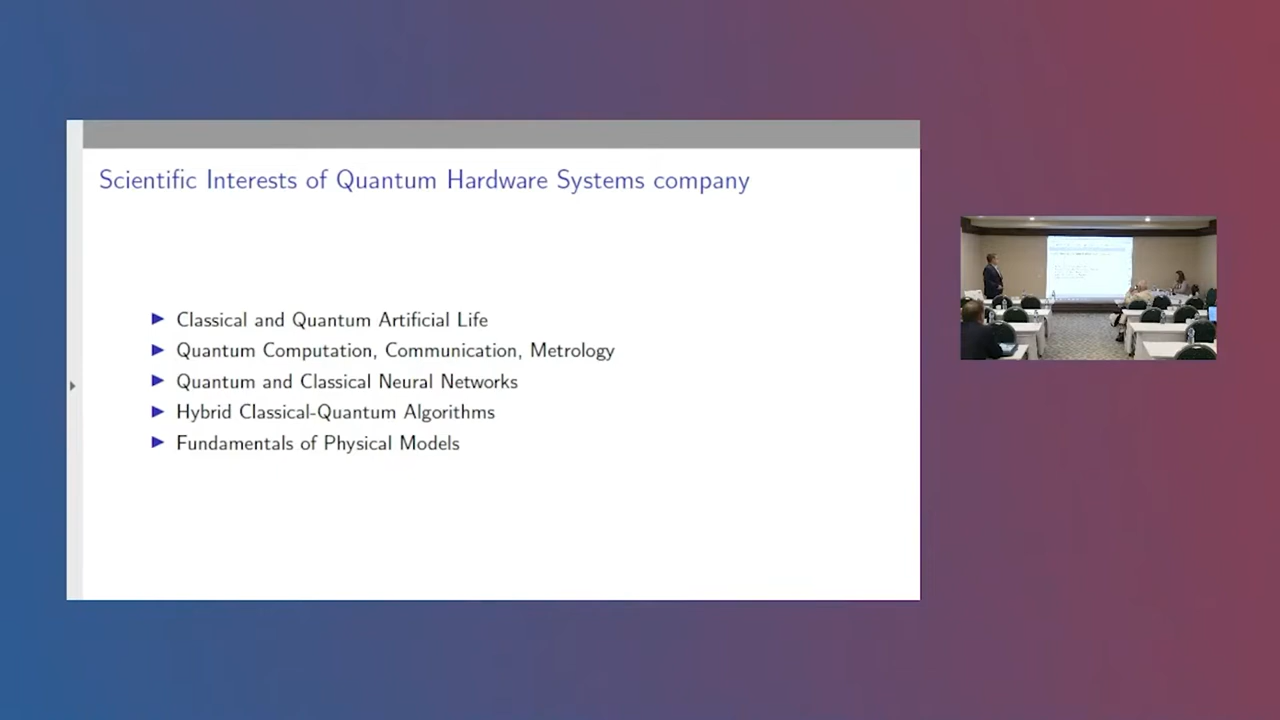 Scientific Interests of Quantum Hardware Systems company
Classical and Quantum Artificial Life
Quantum Computation, Communication, Metrology
Quantum and Classical Neural Networks
Hybrid Classical-Quantum Algorithms
Fundamentals of Physical Models